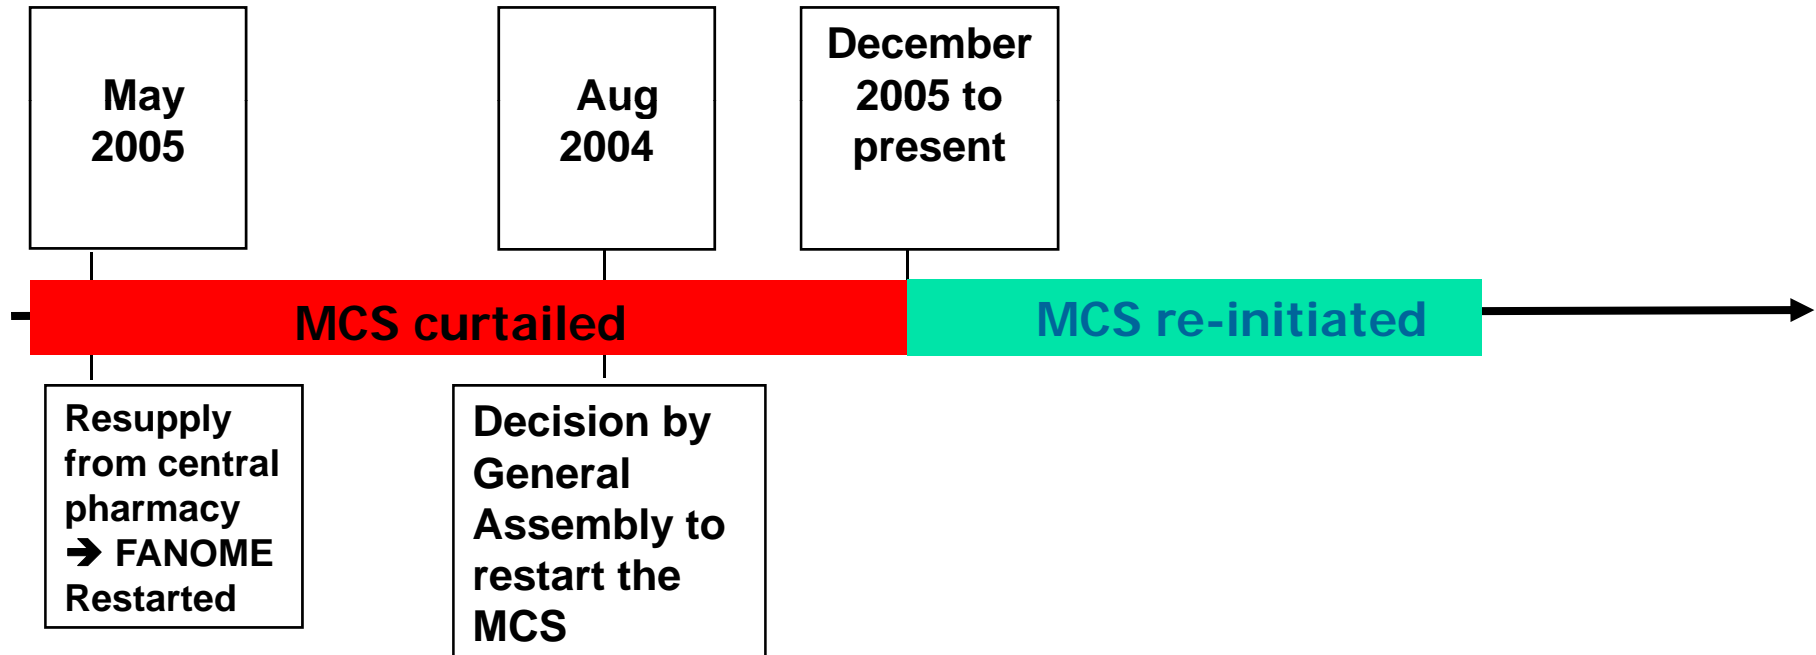 May
2005
Aug
2004
December
2005 to
present
MCS curtailed
MCS re-initiated
Resupply
from central
pharmacy
➔ FANOME
Restarted
Decision by
General
Assembly to
restart the
MCS